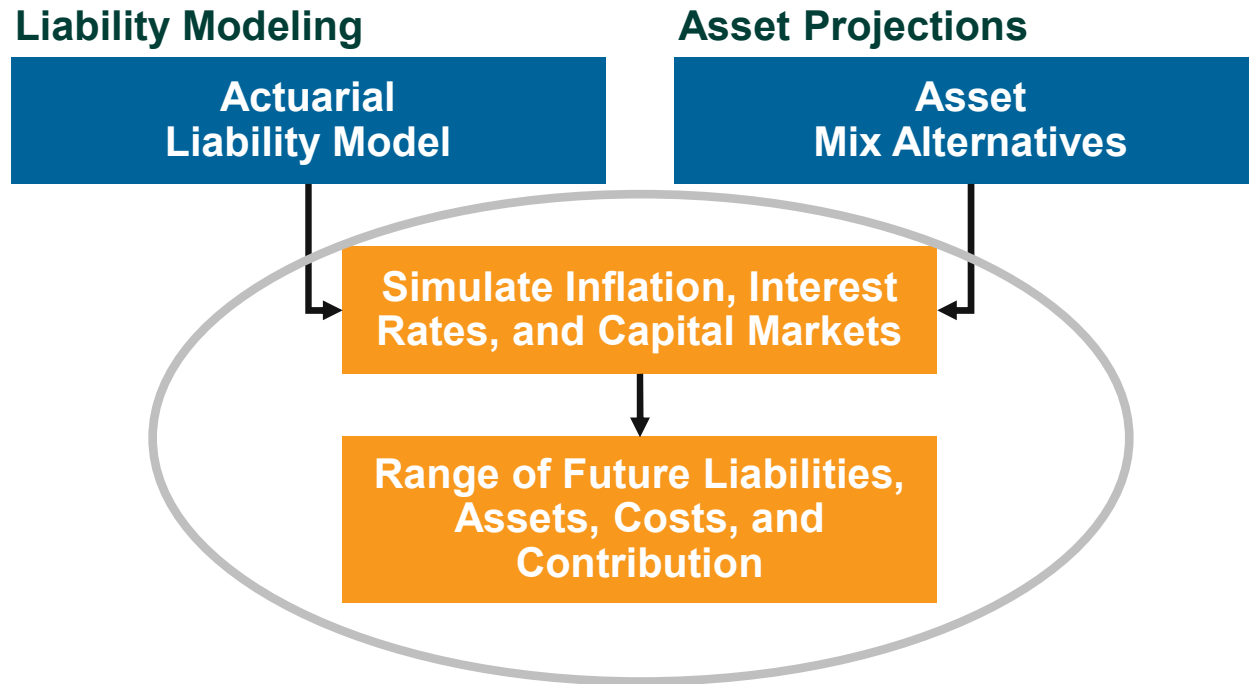 Liability Modeling
Asset Projections
Actuarial
Liability Model
Asset
Mix Alternatives
Simulate Inflation, Interest
Rates, and Capital Markets
Range of Future Liabilities,
Assets, Costs, and
Contribution